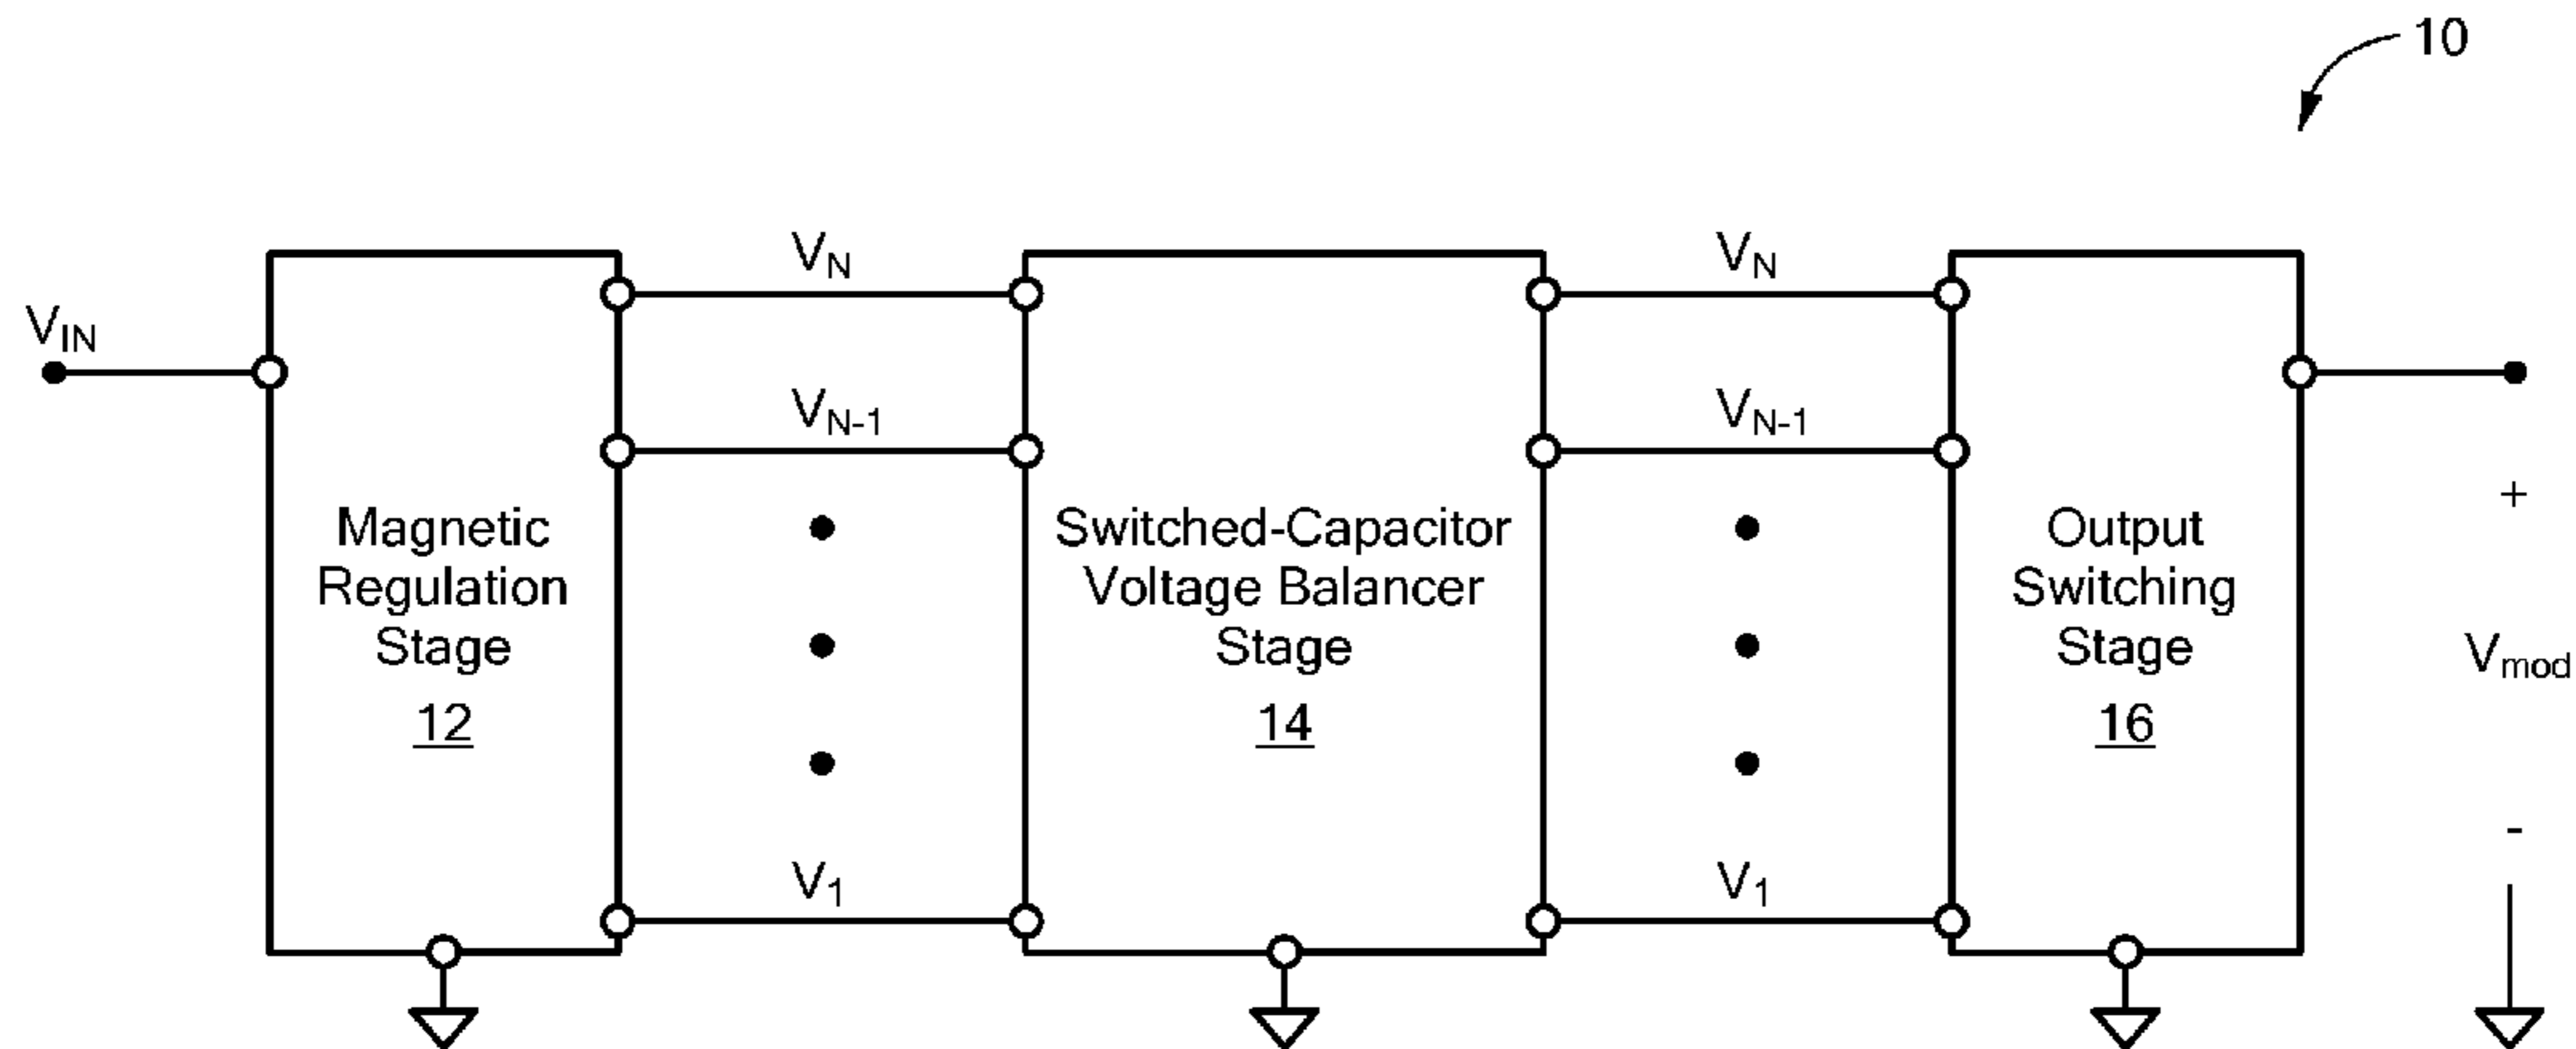 10
V_N
V_N
V_IN
V_N-1
V_N-1
Magnetic
Regulation
Stage
12
Switched-Capacitor
Voltage Balancer
Stage
14
Output
Switching
Stage
16
+
V_mod
-
V_1
V_1